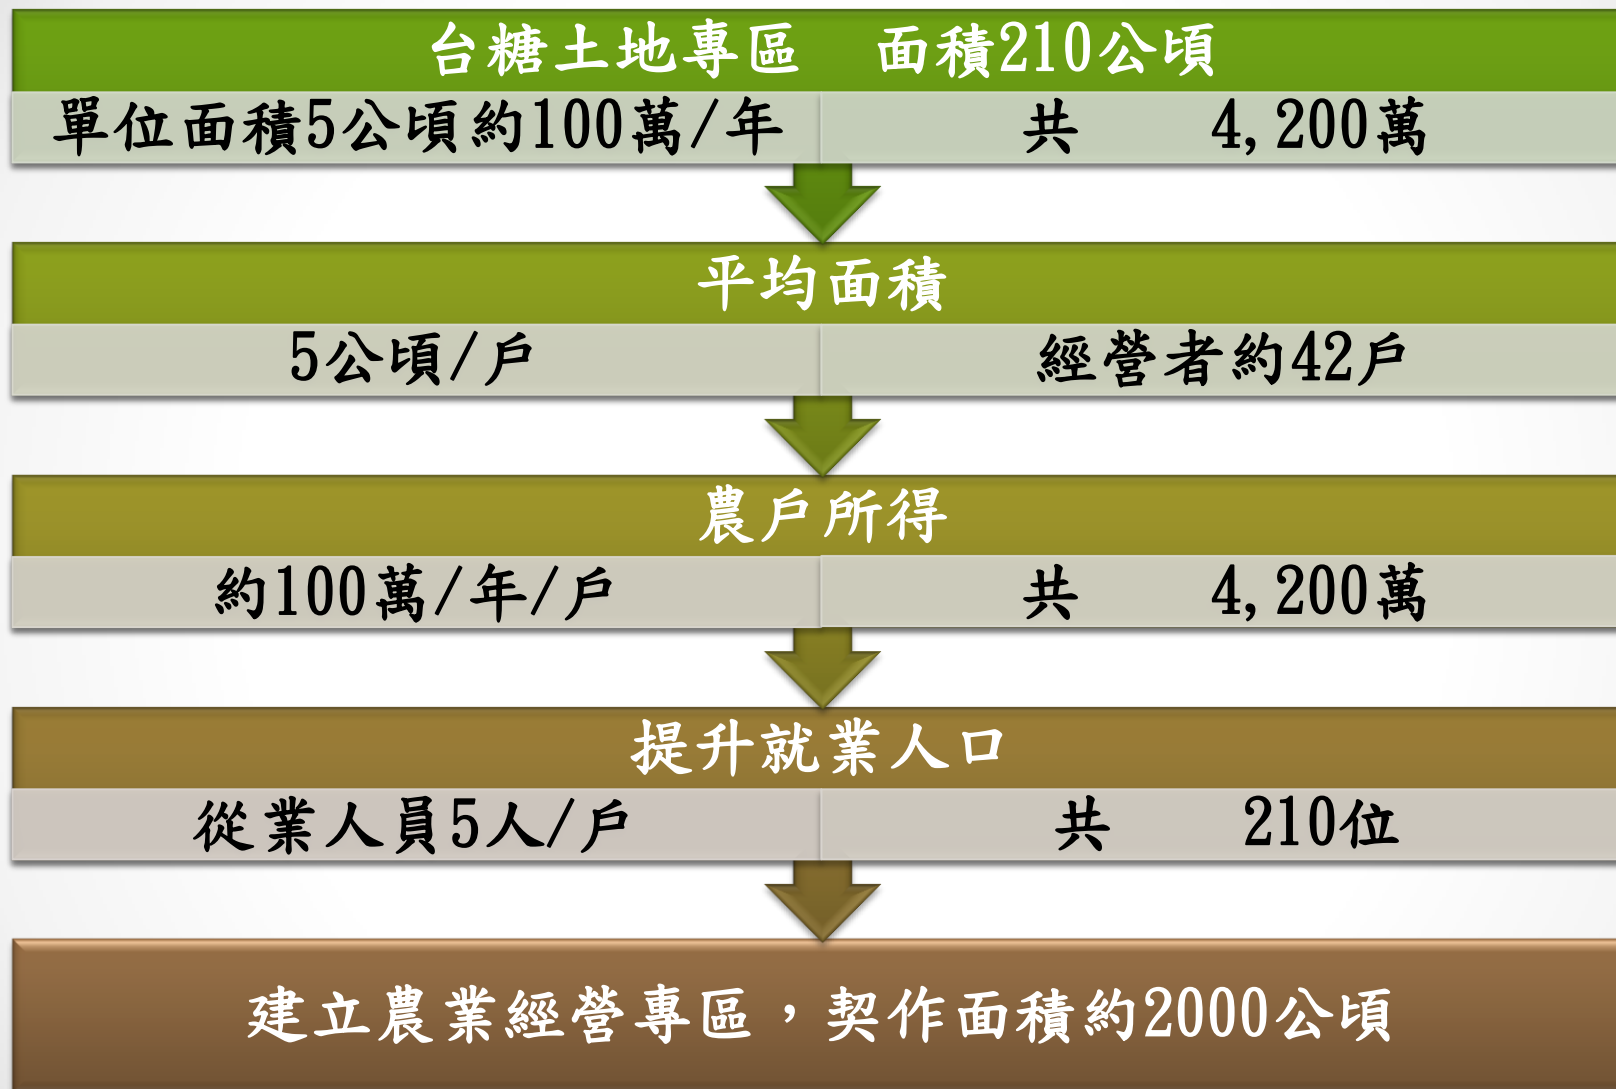 台糖土地專區　面積210公頃
單位面積5公頃約100萬/年　共　4,200萬
平均面積
5公頃/戶　經營者約42戶
農戶所得
約100萬/年/戶　共　4,200萬
提升就業人口
從業人員5人/戶　共　210位
建立農業經營專區，契作面積約2000公頃